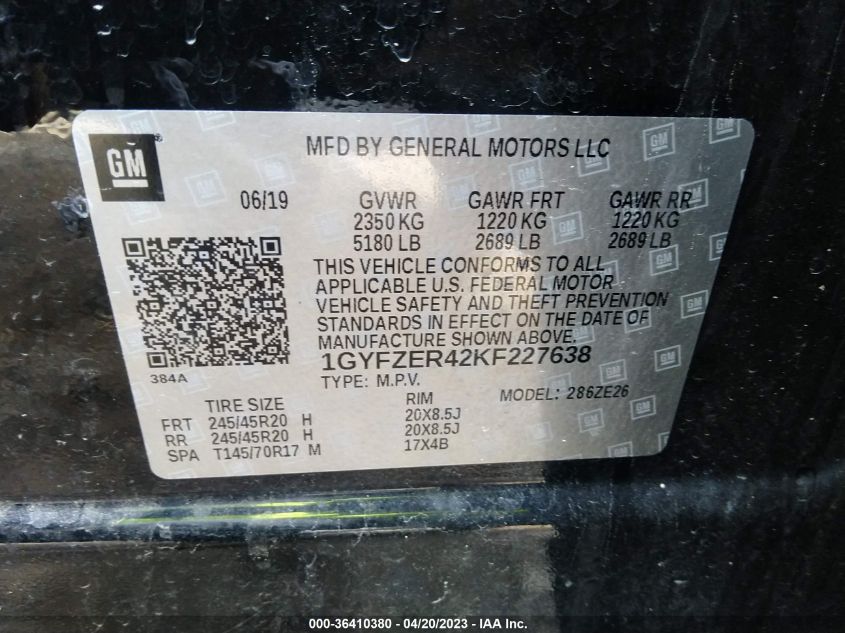 GM
MFD BY GENERAL MOTORS LLC
06/19 GVWR GAWR FRT GAWR RR
2350 KG 1220 KG 1220 KG
5180 LB 2689 LB 2689 LB
THIS VEHICLE CONFORMS TO ALL
APPLICABLE U.S. FEDERAL MOTOR
VEHICLE SAFETY AND THEFT PREVENTION
STANDARDS IN EFFECT ON THE DATE OF
MANUFACTURE SHOWN ABOVE.
1GYFZER42KF227638
384A
TYPE: M.P.V. MODEL: 286ZE26
TIRE SIZE RIM
FRT 245/45R20 H 20X8.5J
RR 245/45R20 H 20X8.5J
SPA T145/70R17 M 17X4B
000-36410380 - 04/20/2023 - IAA Inc.